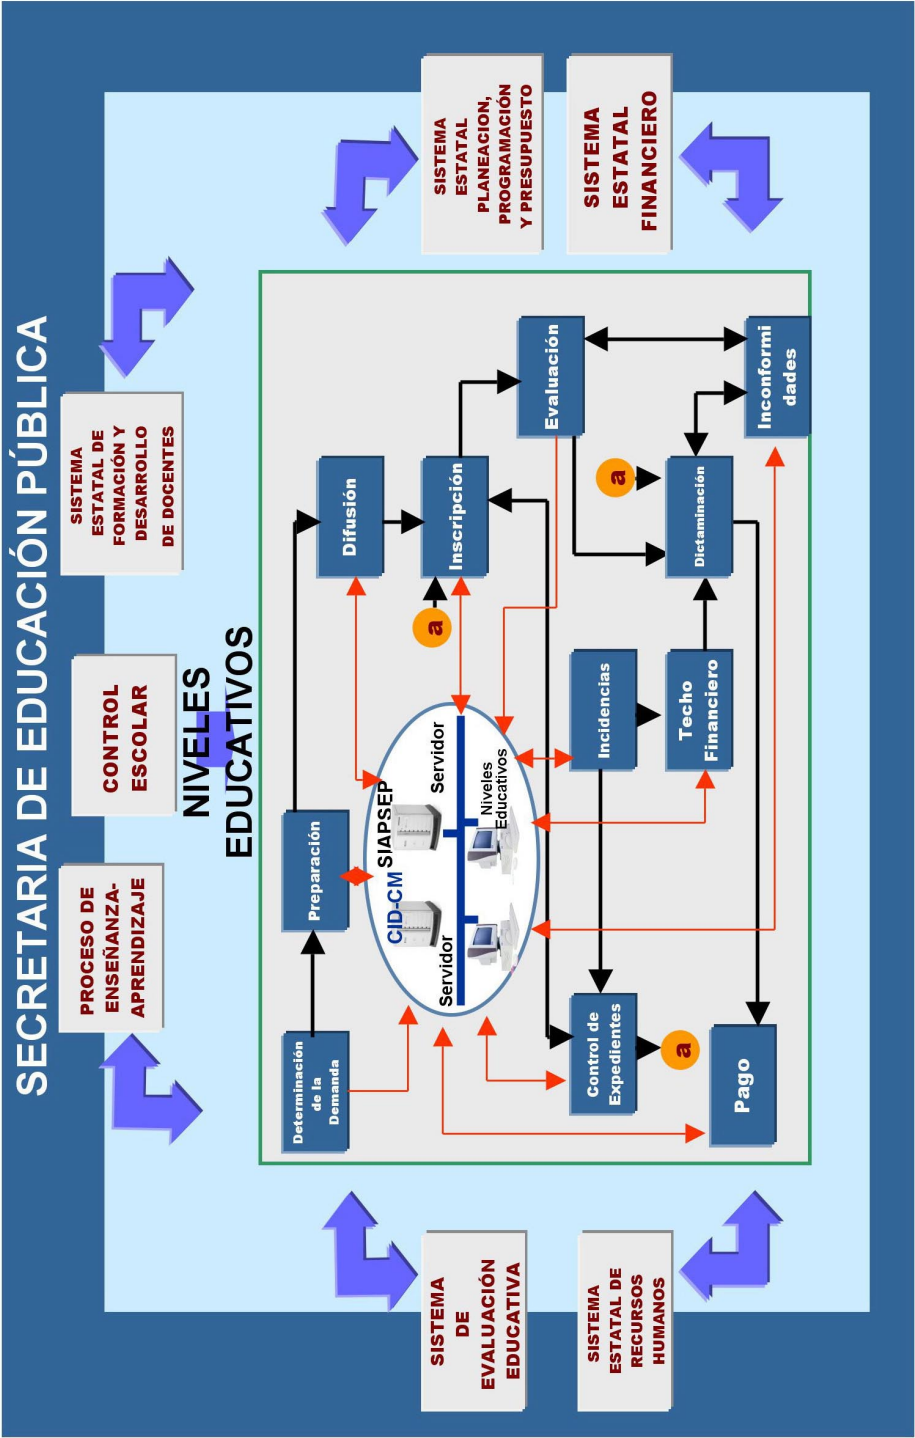 SECRETARIA DE EDUCACIÓN PÚBLICA
PROCESO DE
ENSEÑANZA-
APRENDIZAJE
CONTROL
ESCOLAR
SISTEMA
ESTATAL DE
FORMACIÓN Y
DESARROLLO
DE DOCENTES
NIVELES
EDUCATIVOS
Determinación
de la
Demanda
Preparación
Difusión
CID-CM
SIAPSEP
Servidor
Servidor
Niveles
Educativos
a
Inscripción
Evaluación
SISTEMA
DE
EVALUACIÓN
EDUCATIVA
SISTEMA
ESTATAL
PLANEACION,
PROGRAMACIÓN
Y PRESUPUESTO
Control de
Expedientes
a
Incidencias
Techo
Financiero
a
Dictaminación
Inconformi
dades
Pago
SISTEMA
ESTATAL DE
RECURSOS
HUMANOS
SISTEMA
ESTATAL
FINANCIERO